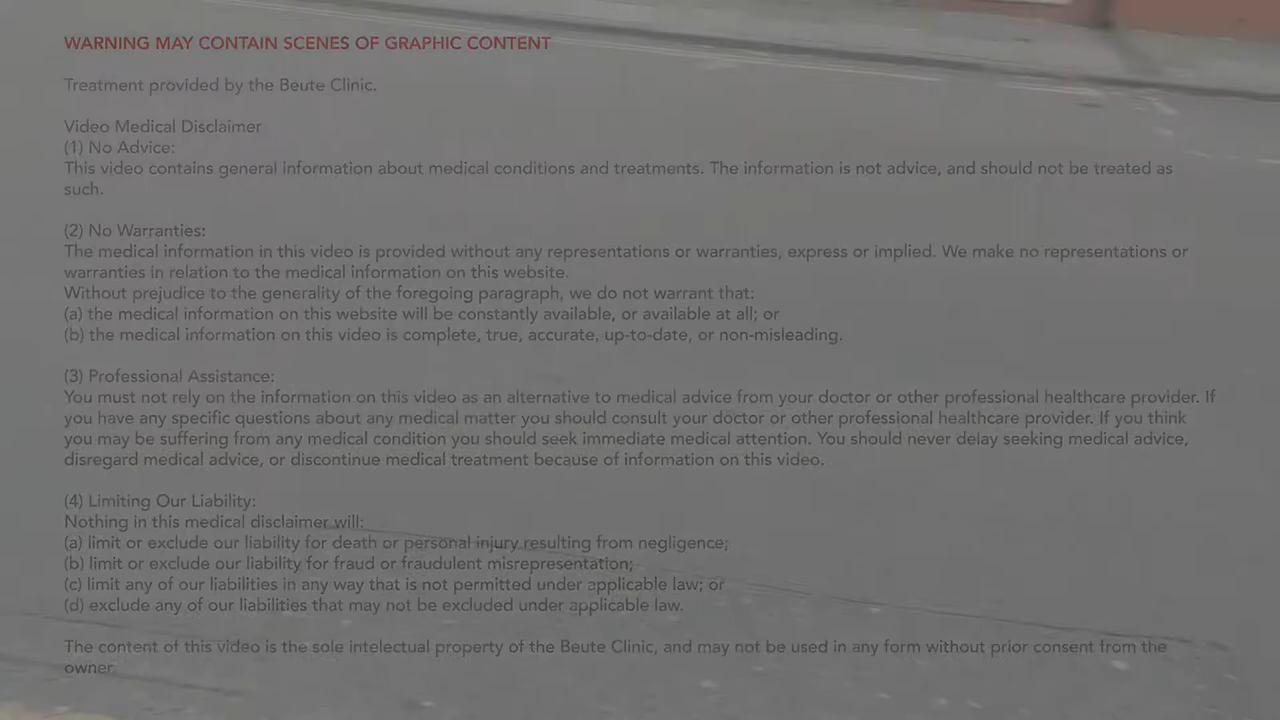 WARNING MAY CONTAIN SCENES OF GRAPHIC CONTENT
Treatment provided by the Beute Clinic.
Video Medical Disclaimer
(1) No Advice:
This video contains general information about medical conditions and treatments. The information is not advice, and should not be treated as
such.
(2) No Warranties:
The medical information in this video is provided without any representations or warranties, express or implied. We make no representations or
warranties in relation to the medical information on this website.
Without prejudice to the generality of the foregoing paragraph, we do not warrant that:
(a) the medical information on this website will be constantly available, or available at all; or
(b) the medical information on this video is complete, true, accurate, up-to-date, or non-misleading.
(3) Professional Assistance:
You must not rely on the information on this video as an alternative to medical advice from your doctor or other professional healthcare provider. If
you have any specific questions about any medical matter you should consult your doctor or other professional healthcare provider. If you think
you may be suffering from any medical condition you should seek immediate medical attention. You should never delay seeking medical advice,
disregard medical advice, or discontinue medical treatment because of information on this video.
(4) Limiting Our Liability:
Nothing in this medical disclaimer will:
(a) limit or exclude our liability for death or personal injury resulting from negligence;
(b) limit or exclude our liability for fraud or fraudulent misrepresentation;
(c) limit any of our liabilities in any way that is not permitted under applicable law; or
(d) exclude any of our liabilities that may not be excluded under applicable law.
The content of this video is the sole intellectual property of the Beute Clinic, and may not be used in any form without prior consent from the
owner.